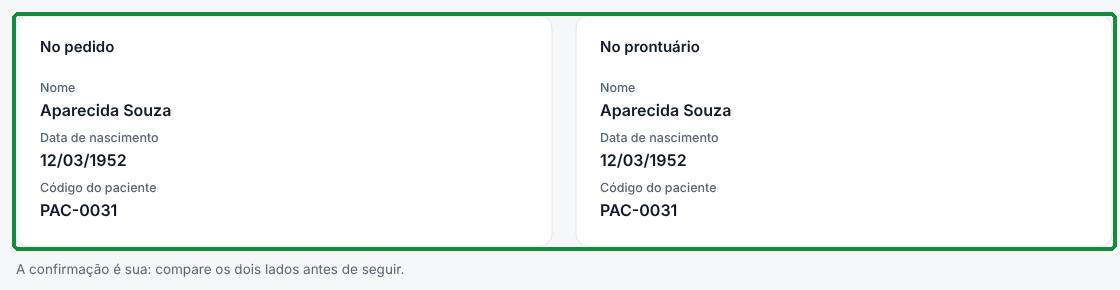 No pedido
Nome
Aparecida Souza
Data de nascimento
12/03/1952
Código do paciente
PAC-0031
No prontuário
Nome
Aparecida Souza
Data de nascimento
12/03/1952
Código do paciente
PAC-0031
A confirmação é sua: compare os dois lados antes de seguir.